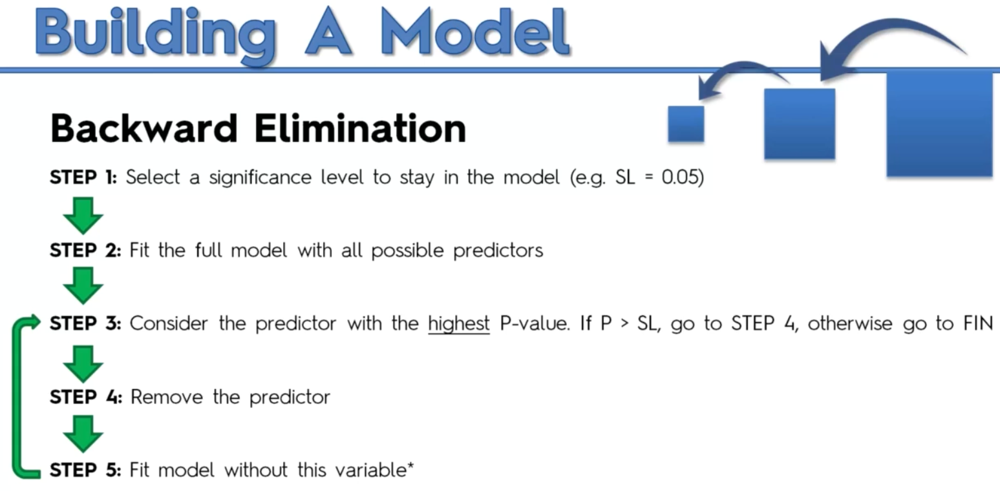 Building A Model
Backward Elimination
STEP 1: Select a significance level to stay in the model (e.g. SL = 0.05)
STEP 2: Fit the full model with all possible predictors
STEP 3: Consider the predictor with the highest P-value. If P > SL, go to STEP 4, otherwise go to FIN
STEP 4: Remove the predictor
STEP 5: Fit model without this variable*